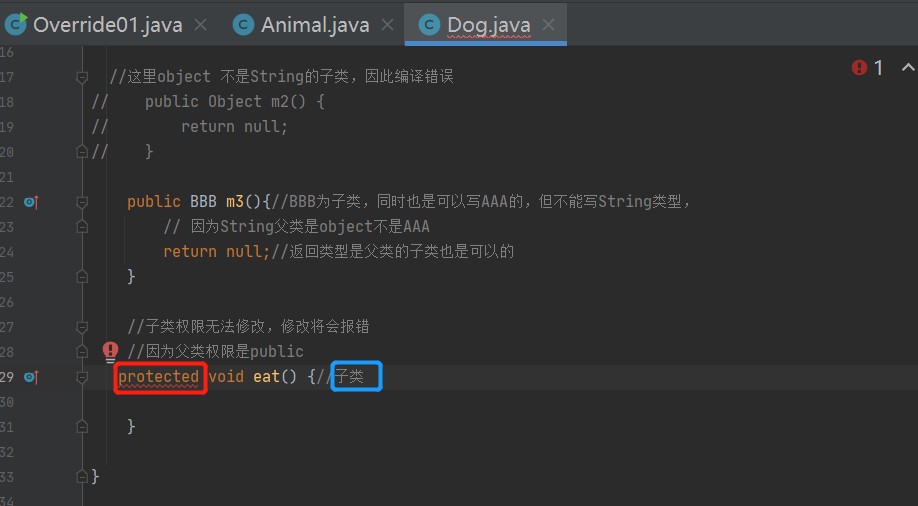 Override01.java Animal.java Dog.java
16
17 //这里object 不是String的子类，因此编译错误 1
18 // public Object m2() {
19 // return null;
20 // }
21
22 public BBB m3(){//BBB为子类，同时也是可以写AAA的，但不能写String类型，
23 // 因为String父类是object不是AAA
24 return null;//返回类型是父类的子类也是可以的
25 }
26
27 //子类权限无法修改，修改将会报错
28 //因为父类权限是public
29 protected void eat() {//子类
30
31 }
32
33 }
34